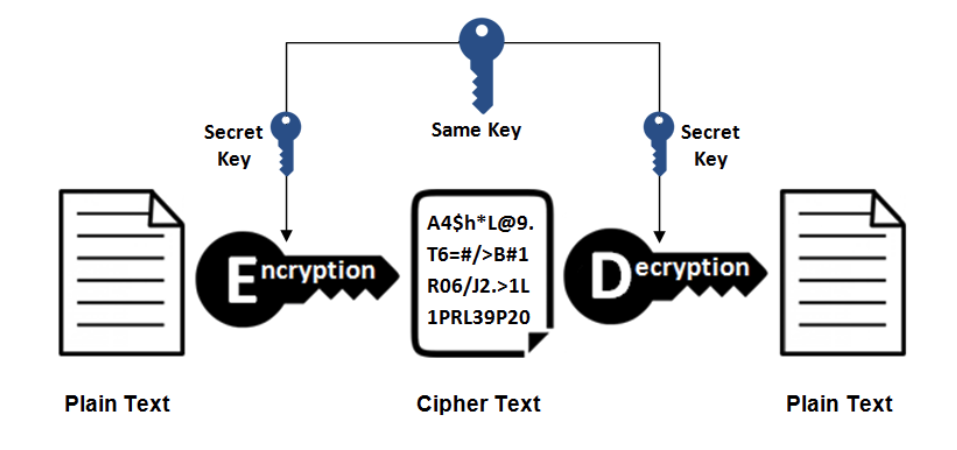 Same Key
Secret
Key
Secret
Key
Encryption
A4$h*L@9.
T6=#/>B#1
R06/J2.>1L
1PRL39P20
Decryption
Plain Text
Cipher Text
Plain Text